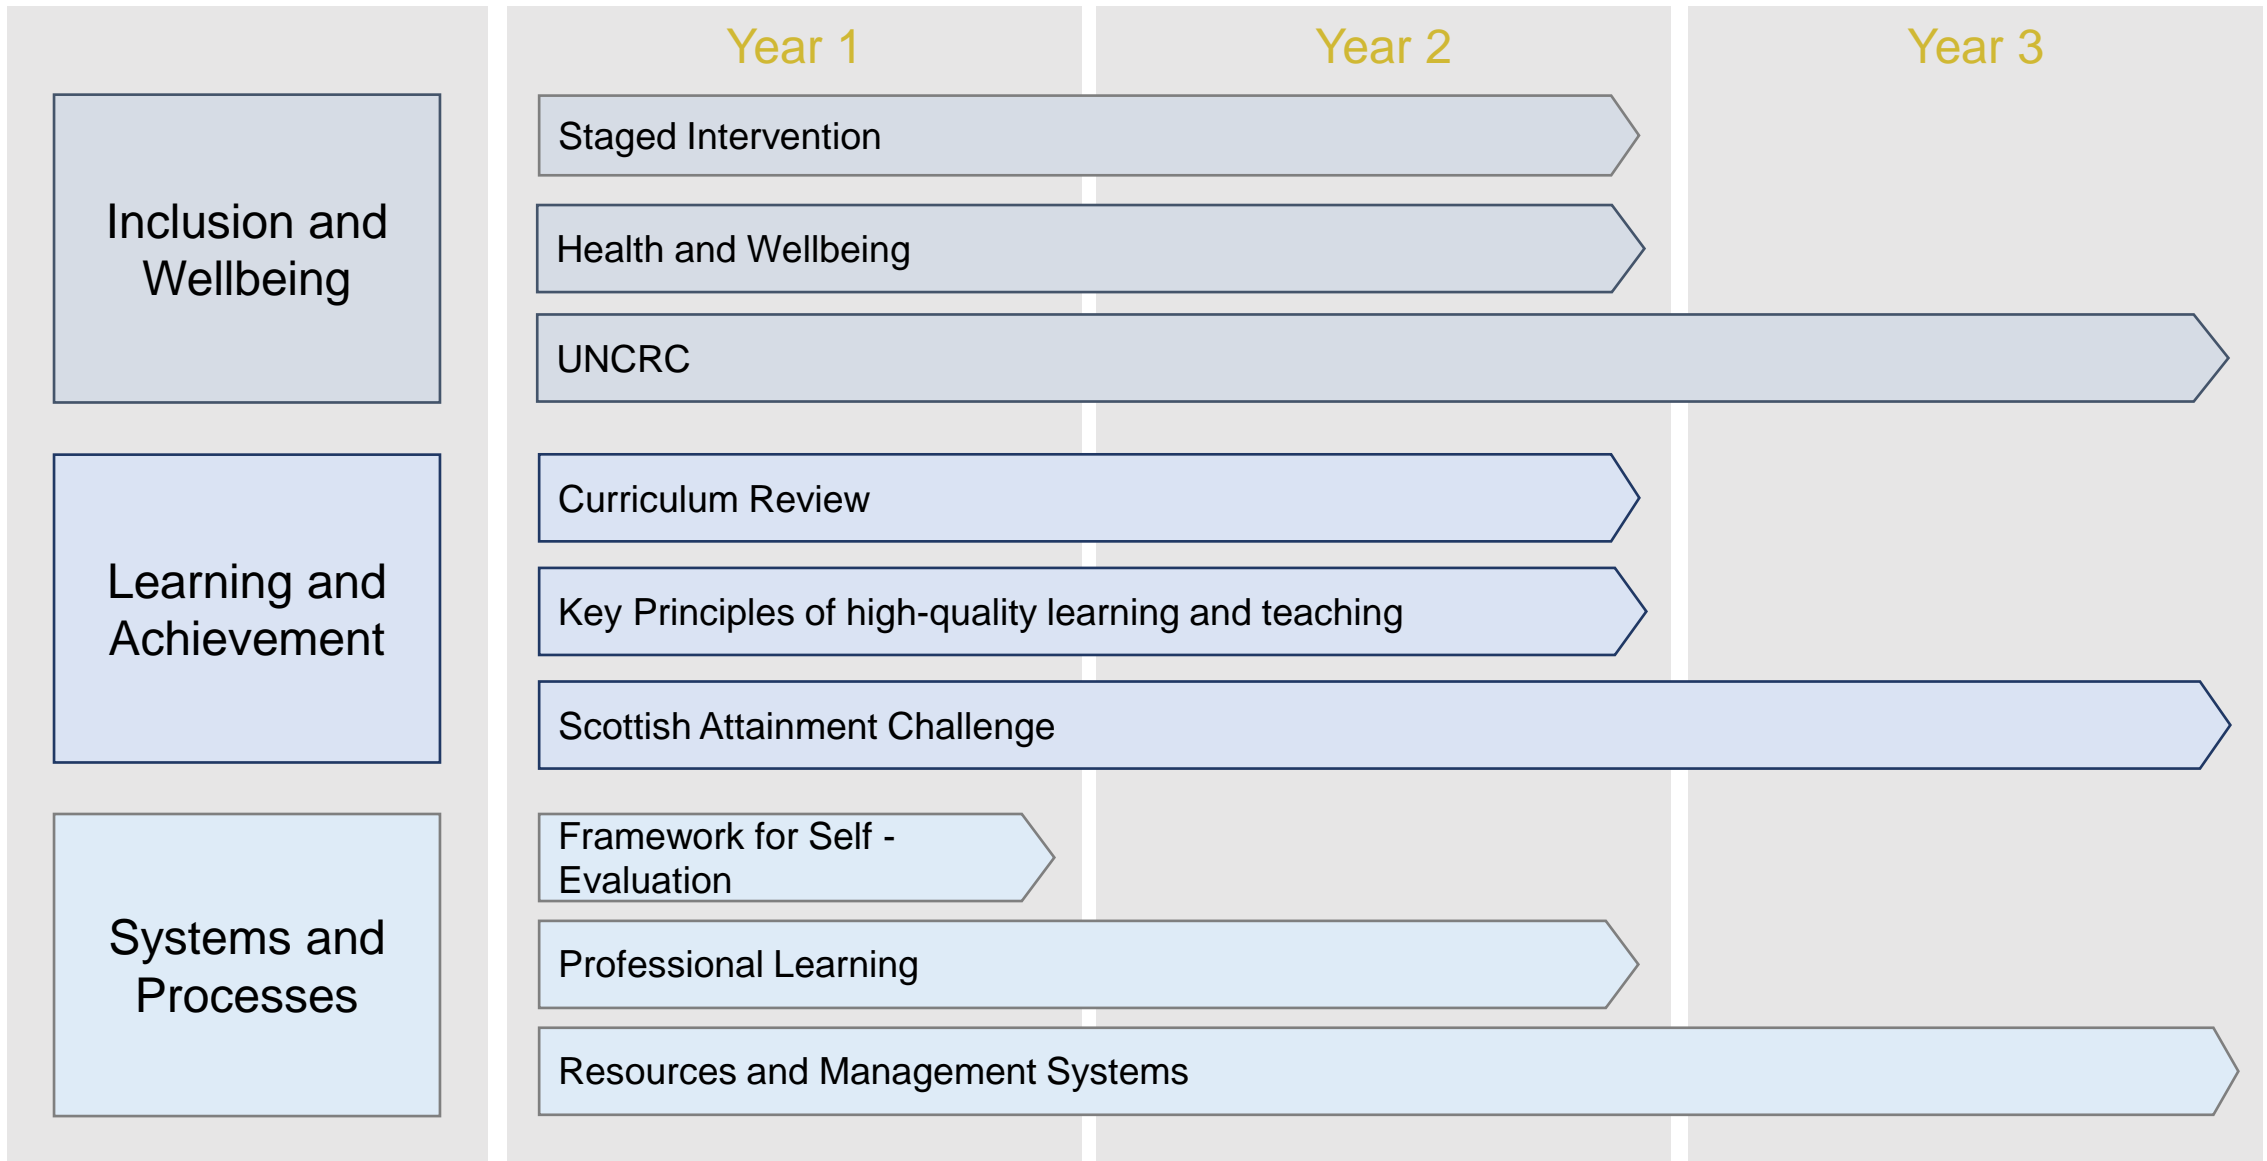 Year 1
Year 2
Year 3
Inclusion and
Wellbeing
Staged Intervention
Health and Wellbeing
UNCRC
Learning and
Achievement
Curriculum Review
Key Principles of high-quality learning and teaching
Scottish Attainment Challenge
Systems and
Processes
Framework for Self -
Evaluation
Professional Learning
Resources and Management Systems